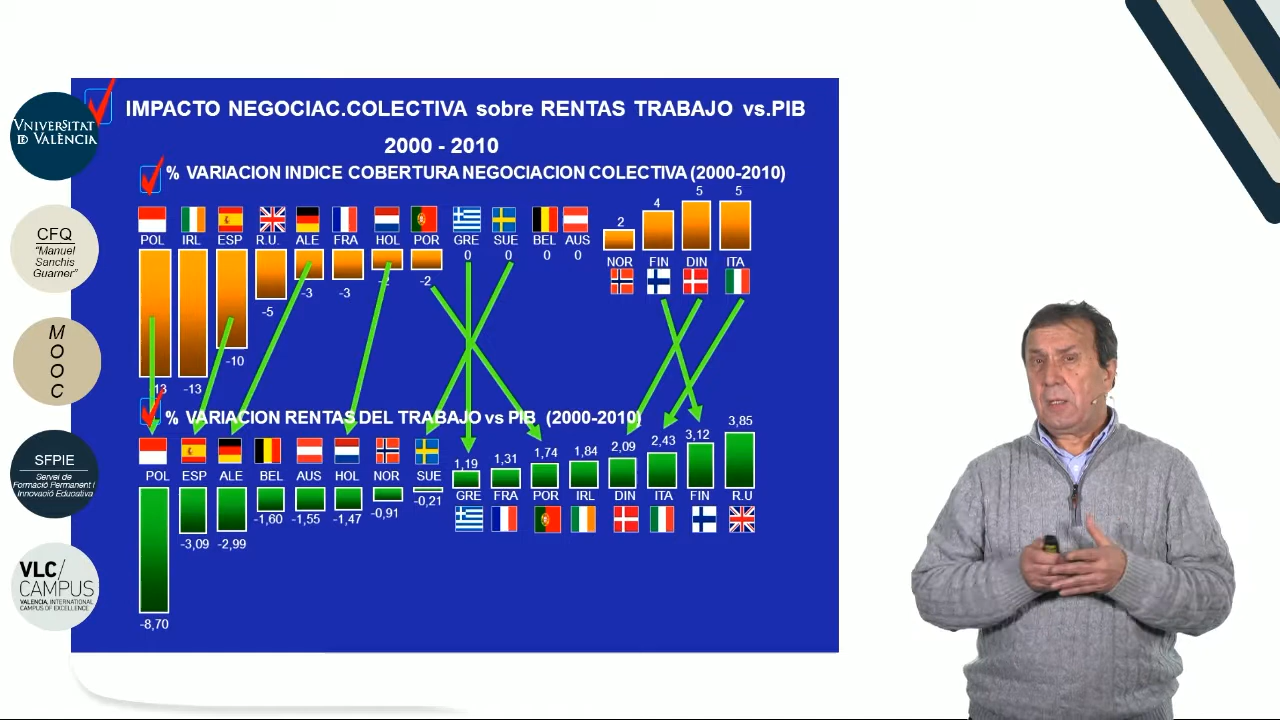 IMPACTO NEGOCIAC.COLECTIVA sobre RENTAS TRABAJO vs.PIB
2000 - 2010
% VARIACION INDICE COBERTURA NEGOCIACION COLECTIVA (2000-2010)
2 4 5 5
POL IRL ESP R.U. ALE FRA HOL POR GRE SUE BEL AUS
0 0 0 0
NOR FIN DIN ITA
-13 -13 -10 -5 -3 -3 -2 -2
% VARIACION RENTAS DEL TRABAJO vs PIB (2000-2010)
1,19 1,31 1,74 1,84 2,09 2,43 3,12 3,85
POL ESP ALE BEL AUS HOL NOR SUE
GRE FRA POR IRL DIN ITA FIN R.U
-8,70 -3,09 -2,99 -1,60 -1,55 -1,47 -0,91 -0,21
VNIVERSITAT
D VALÈNCIA
CFQ
"Manuel
Sanchis
Guarner"
M
O
O
C
SFPIE
Servei de
Formació Permanent i
Innovació Educativa
VLC/
CAMPUS
VALENCIA, INTERNATIONAL
CAMPUS OF EXCELLENCE